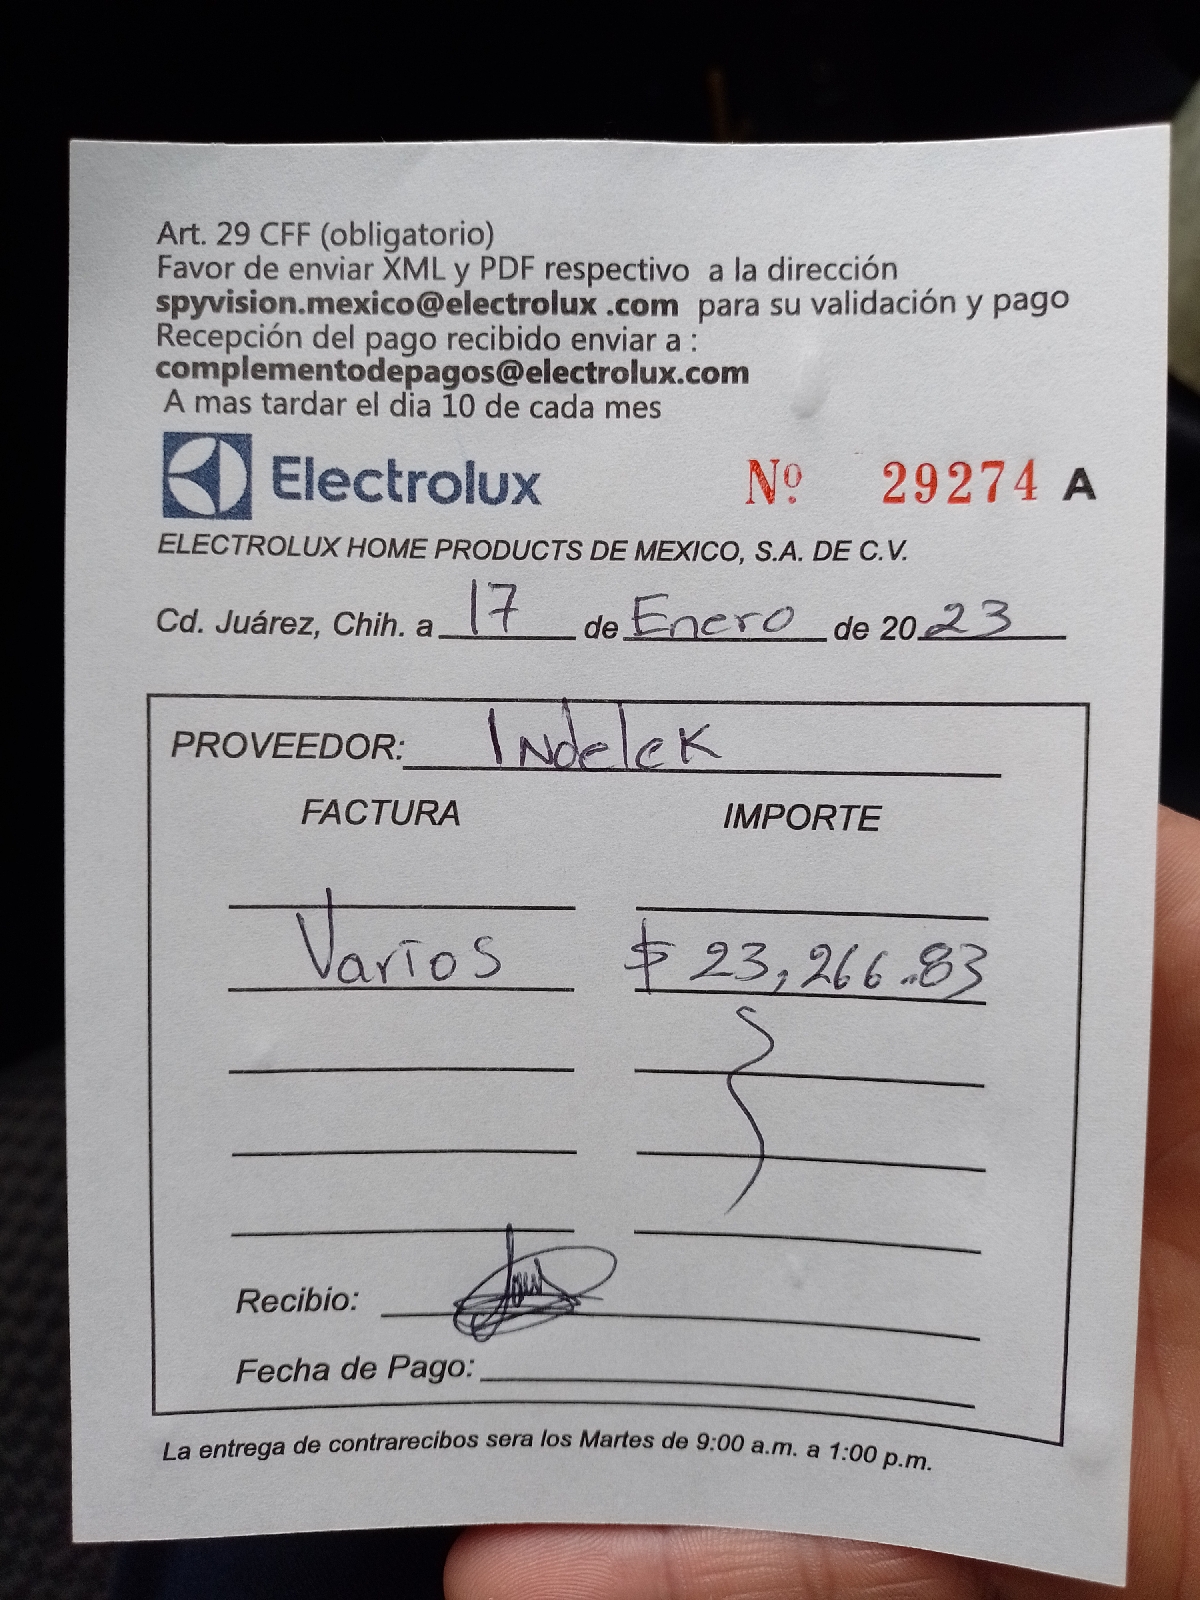 Art. 29 CFF (obligatorio)
Favor de enviar XML y PDF respectivo a la dirección
spyvision.mexico@electrolux .com para su validación y pago
Recepción del pago recibido enviar a :
complementodepagos@electrolux.com
A mas tardar el dia 10 de cada mes
Electrolux Nº 29274 A
ELECTROLUX HOME PRODUCTS DE MEXICO, S.A. DE C.V.
Cd. Juárez, Chih. a 17 de Enero de 2023
PROVEEDOR: Indelek
FACTURA IMPORTE
Varios $ 23,266.83
Recibio:
Fecha de Pago:
La entrega de contrarecibos sera los Martes de 9:00 a.m. a 1:00 p.m.